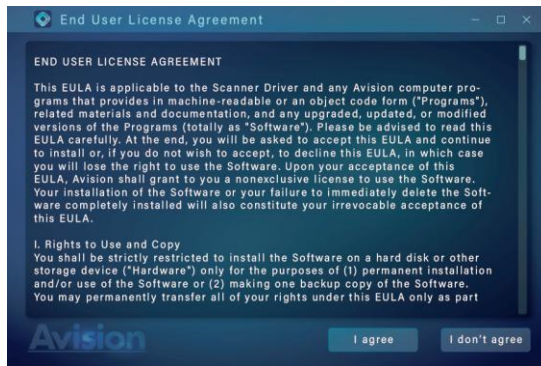 End User License Agreement
END USER LICENSE AGREEMENT
This EULA is applicable to the Scanner Driver and any Avision computer pro-
grams that provides in machine-readable or an object code form ("Programs"),
related materials and documentation, and any upgraded, updated, or modified
versions of the Programs (totally as "Software"). Please be advised to read this
EULA carefully. At the end, you will be asked to accept this EULA and continue
to install or, if you do not wish to accept, to decline this EULA, in which case
you will lose the right to use the Software. Upon your acceptance of this
EULA, Avision shall grant to you a nonexclusive license to use the Software.
Your installation of the Software or your failure to immediately delete the Soft-
ware completely installed will also constitute your irrevocable acceptance of
this EULA.
I. Rights to Use and Copy
You shall be strictly restricted to install the Software on a hard disk or other
storage device ("Hardware") only for the purposes of (1) permanent installation
and/or use of the Software or (2) making one backup copy of the Software.
You may permanently transfer all of your rights under this EULA only as part
Avision
I agree
I don't agree